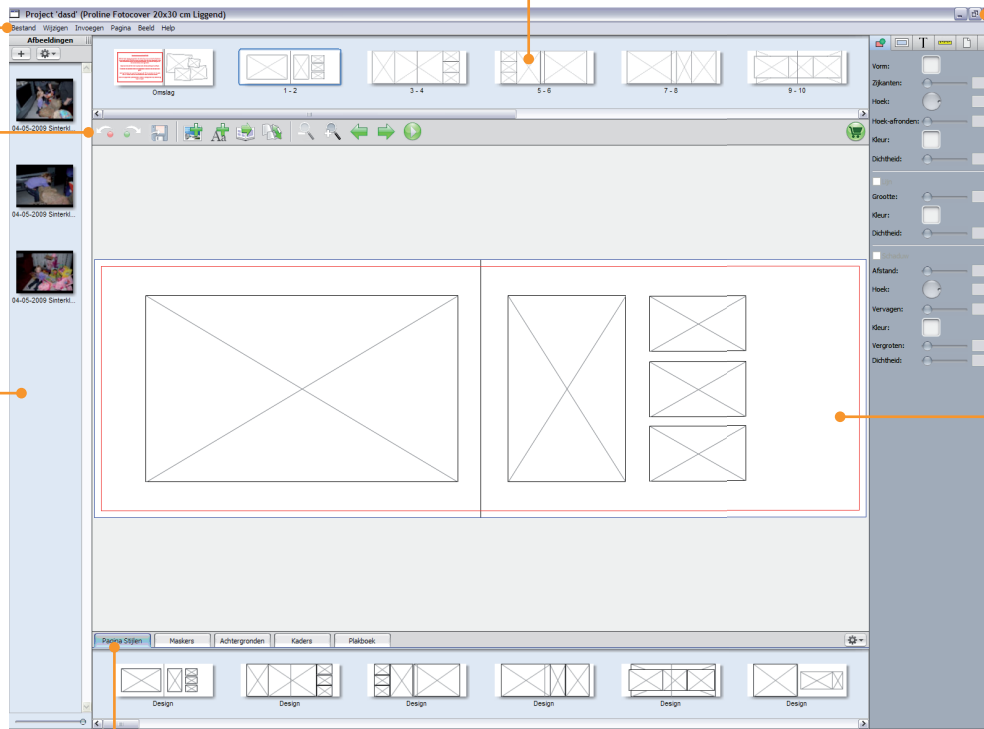 Project 'dasd' (Proline Fotocover 20x30 cm Liggend)
Bestand Wijzigen Invoegen Pagina Beeld Help
Afbeeldingen
04-05-2009 Sinterkl...
04-05-2009 Sinterkl...
04-05-2009 Sinterkl...
Omslag
1 - 2
3 - 4
5 - 6
7 - 8
9 - 10
Vorm:
Zijkanten:
Hoek:
Hoek-afronden:
Kleur:
Dichtheid:
Lijn
Grootte:
Kleur:
Dichtheid:
Afstand:
Hoek:
Vervagen:
Kleur:
Vergroten:
Dichtheid:
Pagina Stijlen Maskers Achtergronden Kaders Plakboek
Design
Design
Design
Design
Design
Design